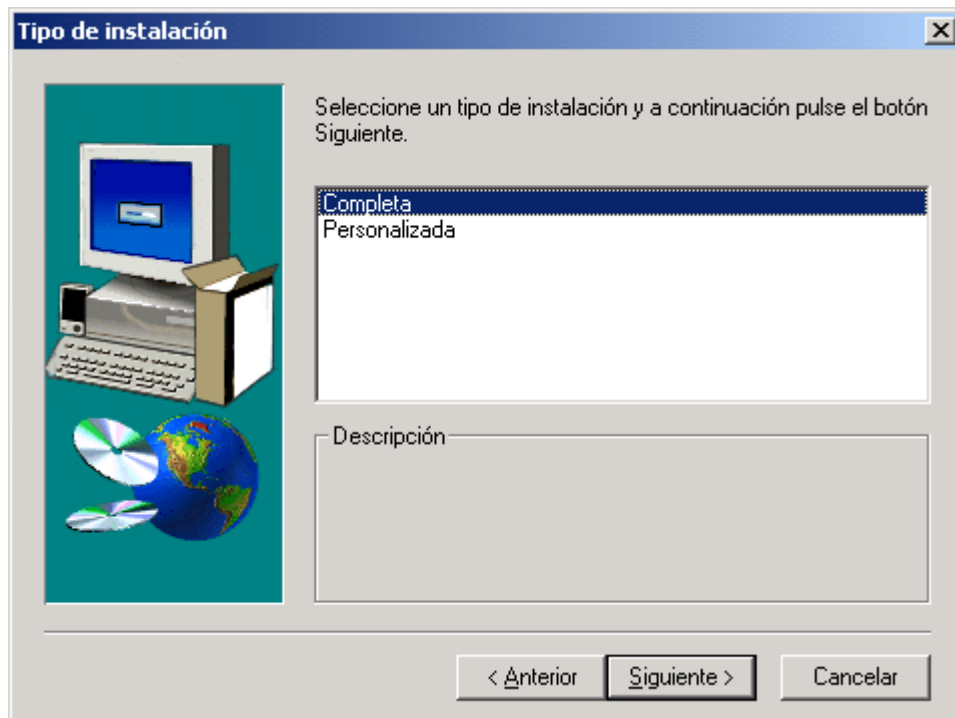 Tipo de instalación
Seleccione un tipo de instalación y a continuación pulse el botón
Siguiente.
Completa
Personalizada
Descripción
< Anterior
Siguiente >
Cancelar